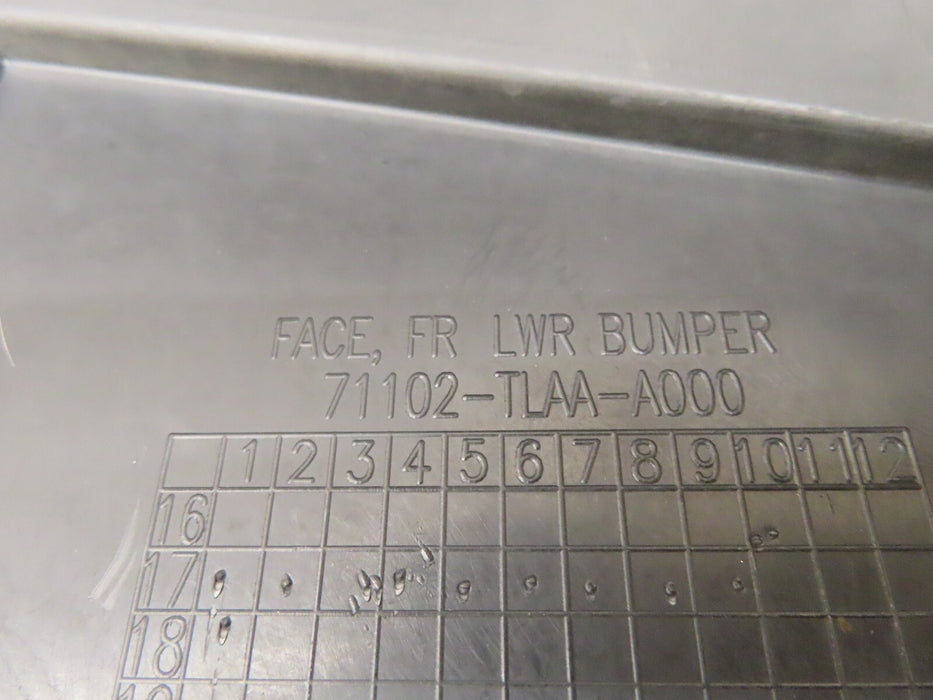 FACE, FR LWR BUMPER
71102-TLAA-A000
1 2 3 4 5 6 7 8 9 10 11 12
16
17
18